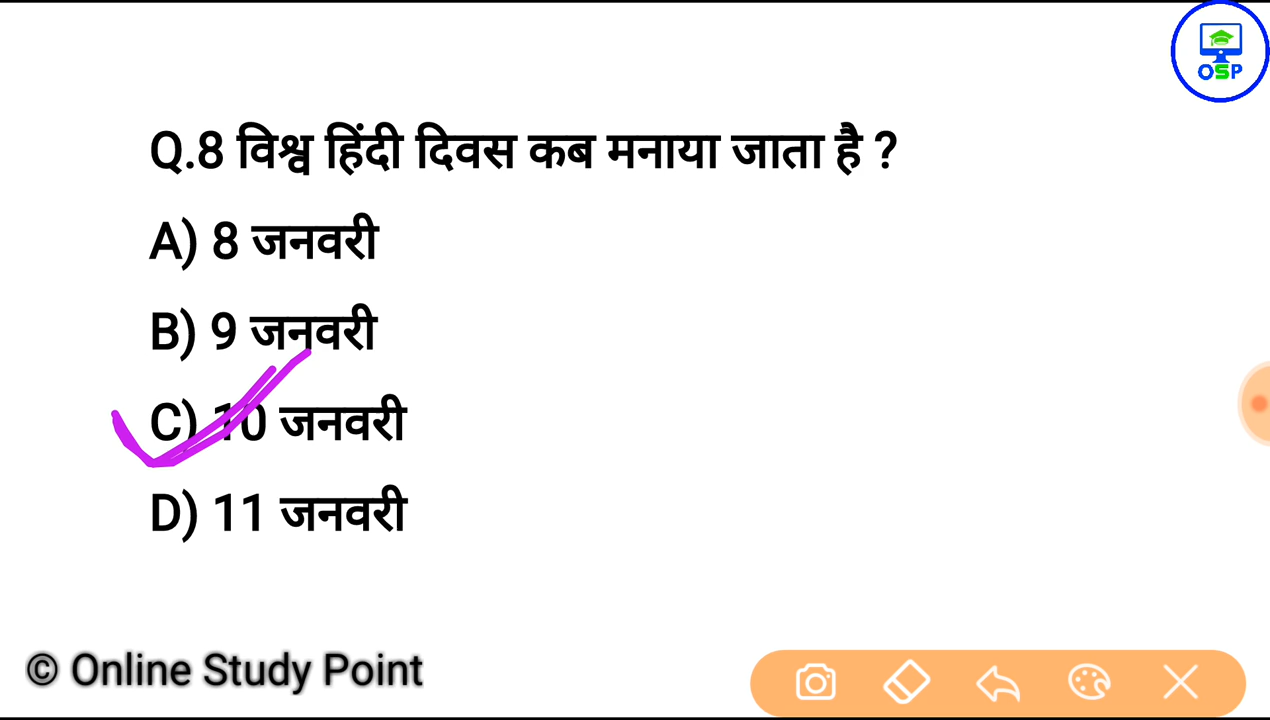 OSP
Q.8 विश्व हिंदी दिवस कब मनाया जाता है ?
A) 8 जनवरी
B) 9 जनवरी
C) 10 जनवरी
D) 11 जनवरी
© Online Study Point